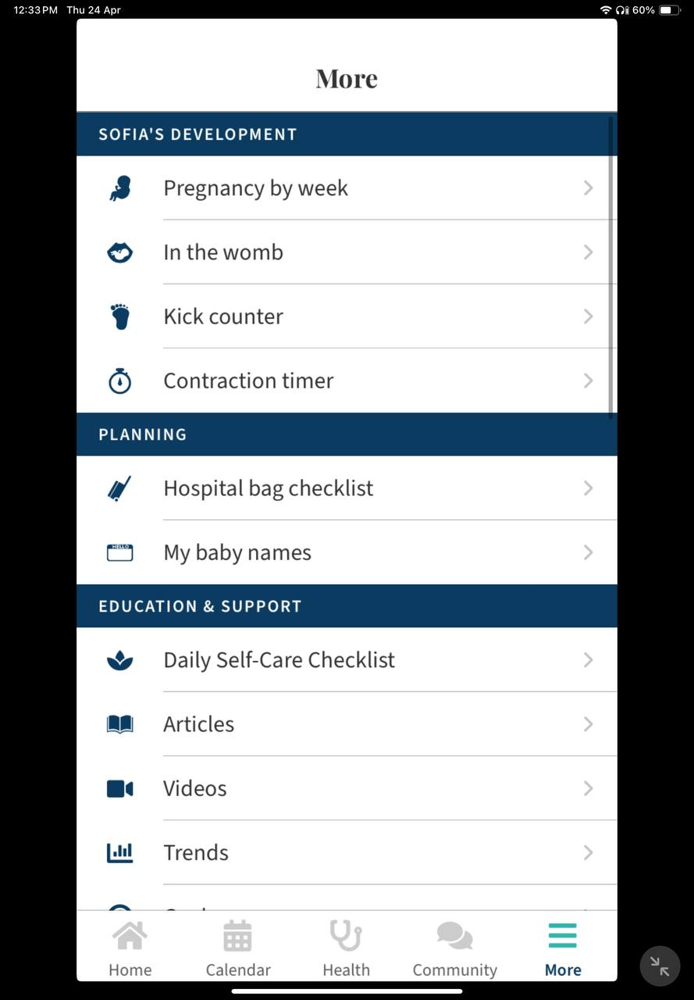 12:33 PM Thu 24 Apr 60%
More
SOFIA'S DEVELOPMENT
Pregnancy by week
In the womb
Kick counter
Contraction timer
PLANNING
Hospital bag checklist
HELLO
My baby names
EDUCATION & SUPPORT
Daily Self-Care Checklist
Articles
Videos
Trends
Home Calendar Health Community More